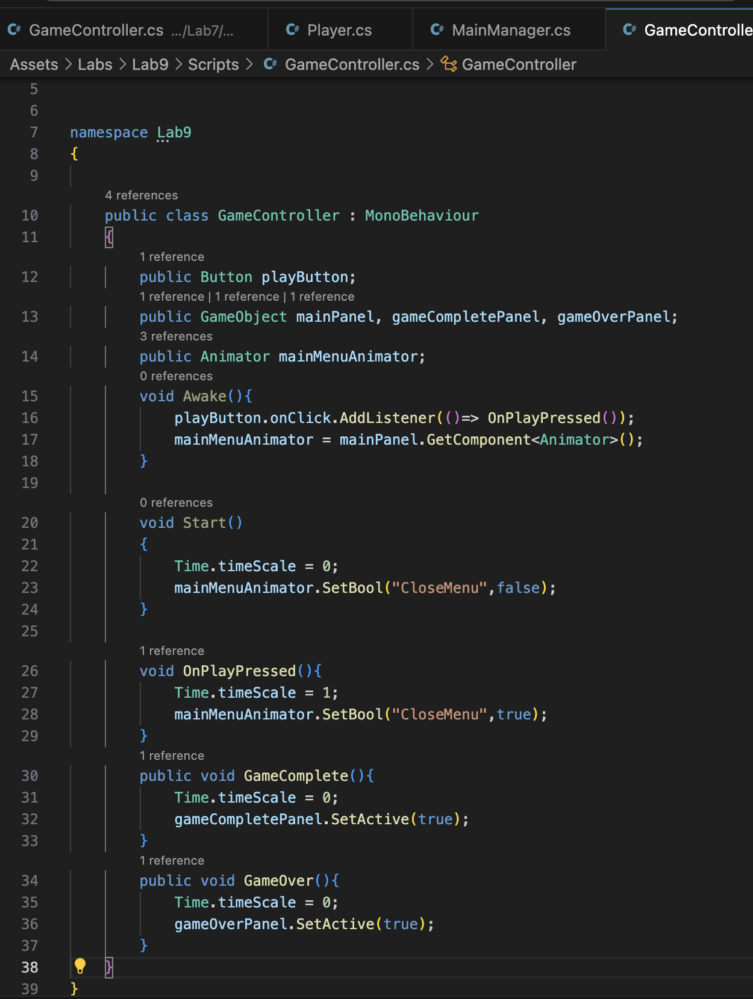 C# GameController.cs .../Lab7/... C# Player.cs C# MainManager.cs C# GameControlle
Assets > Labs > Lab9 > Scripts > C# GameController.cs > GameController
5
6
7 namespace Lab9
8 {
9
4 references
10 public class GameController : MonoBehaviour
11 {
1 reference
12 public Button playButton;
1 reference | 1 reference | 1 reference
13 public GameObject mainPanel, gameCompletePanel, gameOverPanel;
3 references
14 public Animator mainMenuAnimator;
0 references
15 void Awake(){
16 playButton.onClick.AddListener(()=> OnPlayPressed());
17 mainMenuAnimator = mainPanel.GetComponent<Animator>();
18 }
19
0 references
20 void Start()
21 {
22 Time.timeScale = 0;
23 mainMenuAnimator.SetBool("CloseMenu",false);
24 }
25
1 reference
26 void OnPlayPressed(){
27 Time.timeScale = 1;
28 mainMenuAnimator.SetBool("CloseMenu",true);
29 }
1 reference
30 public void GameComplete(){
31 Time.timeScale = 0;
32 gameCompletePanel.SetActive(true);
33 }
1 reference
34 public void GameOver(){
35 Time.timeScale = 0;
36 gameOverPanel.SetActive(true);
37 }
38 }
39 }